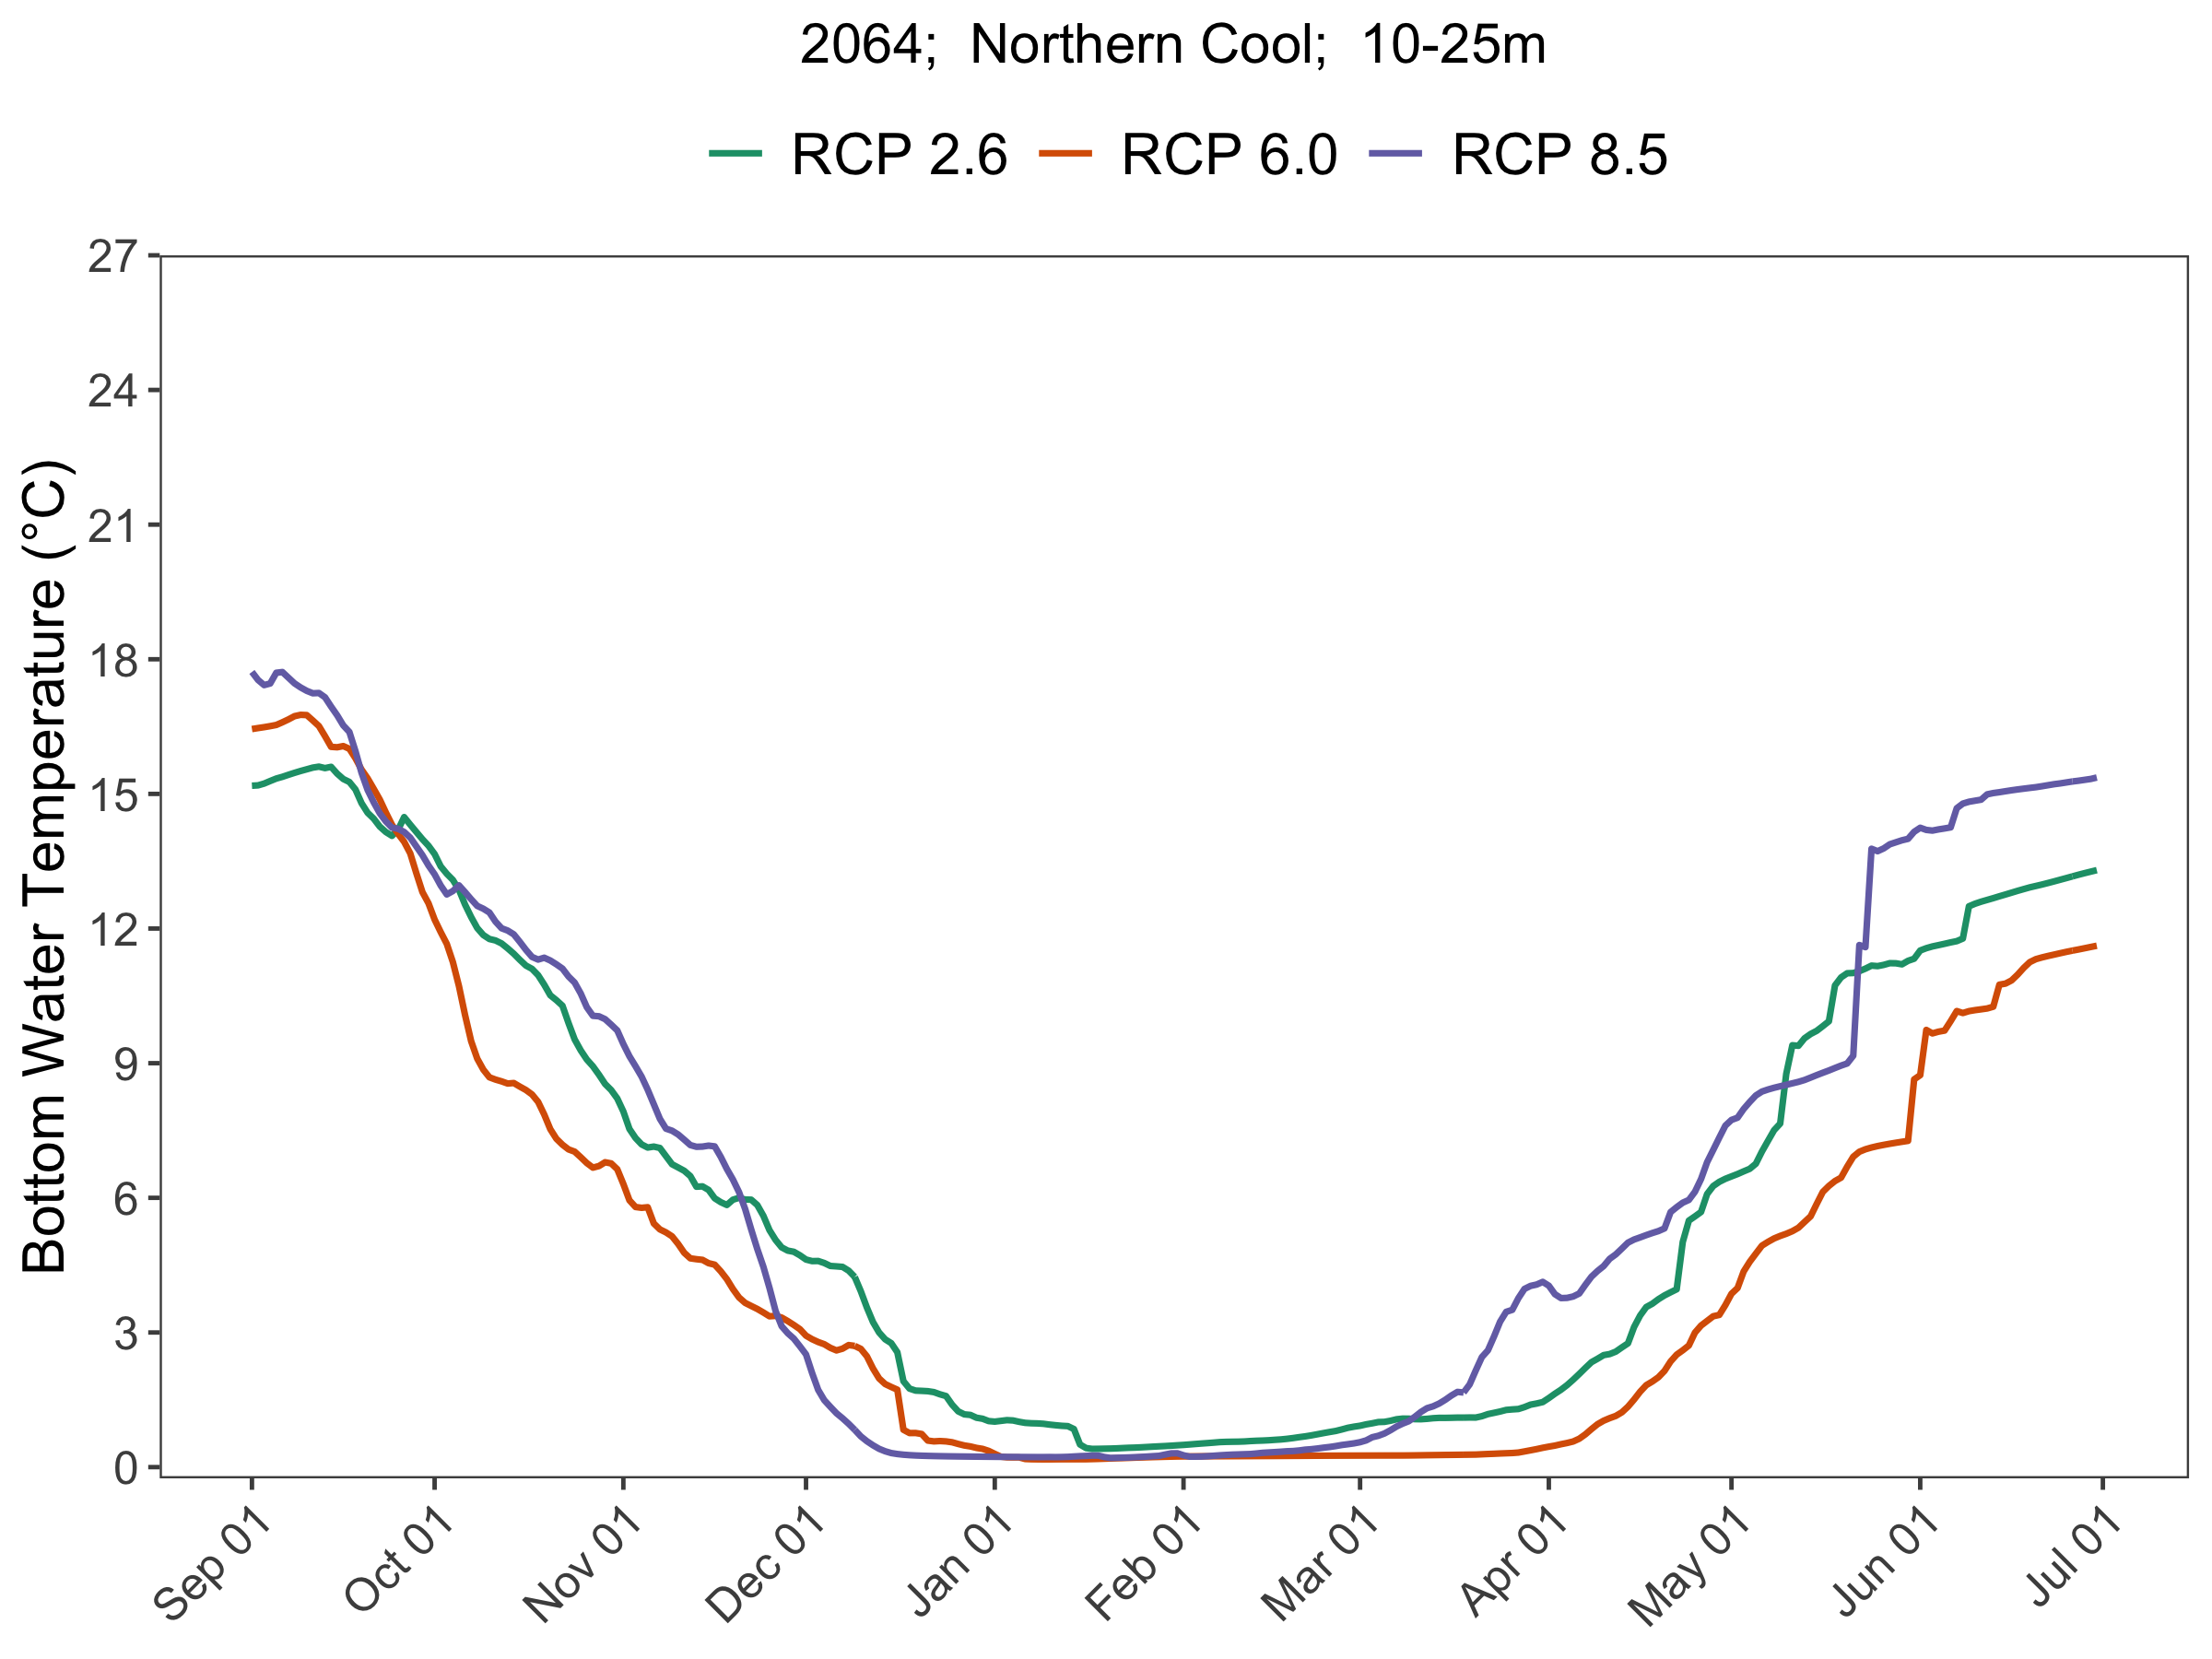 2064;  Northern Cool;  10-25m
RCP 2.6 RCP 6.0 RCP 8.5
Bottom Water Temperature (°C)
27
24
21
18
15
12
9
6
3
0
Sep 01 Oct 01 Nov 01 Dec 01 Jan 01 Feb 01 Mar 01 Apr 01 May 01 Jun 01 Jul 01